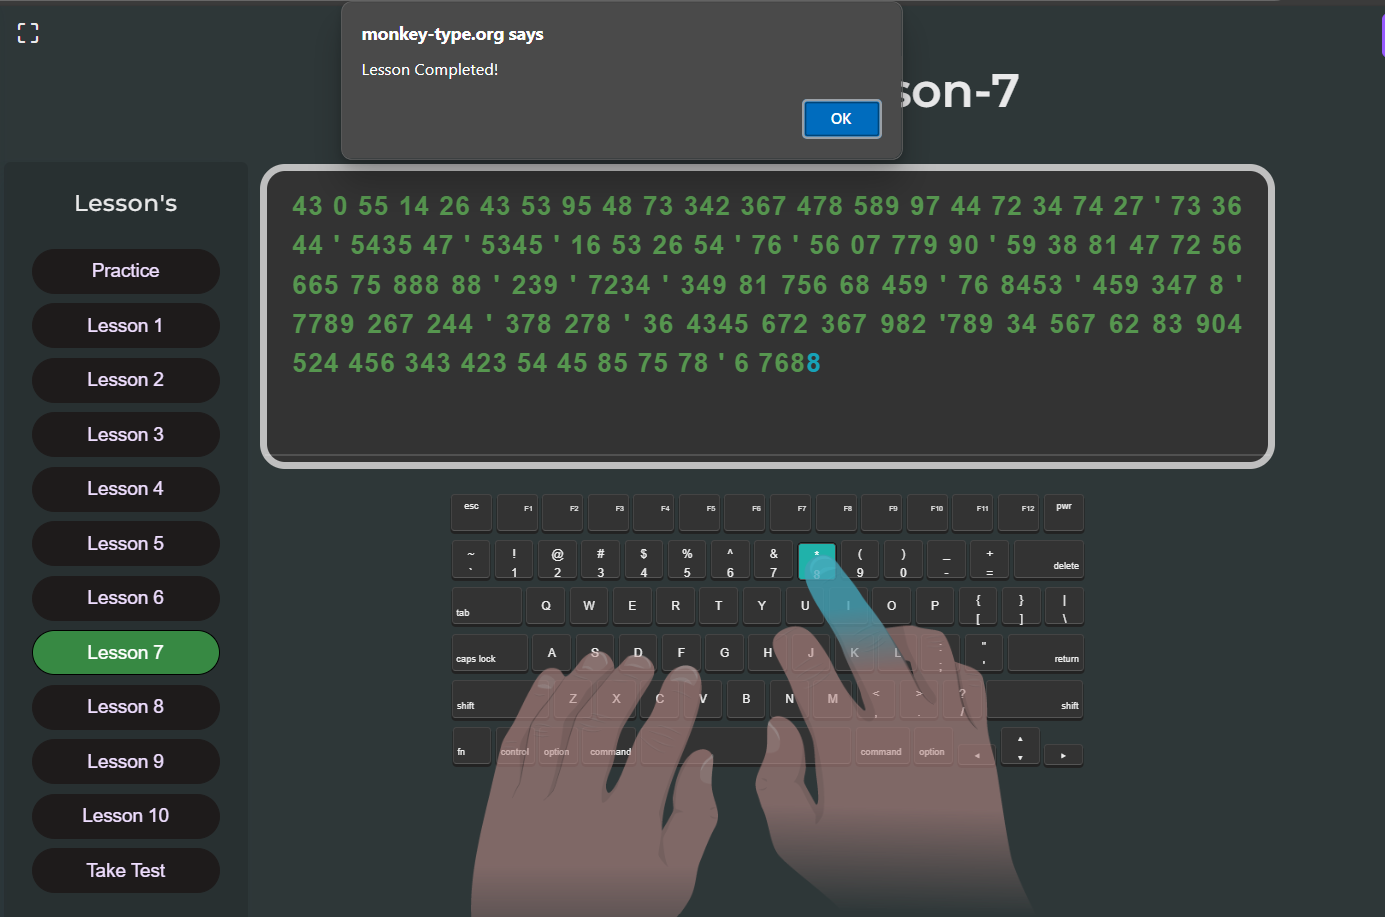 monkey-type.org says
Lesson Completed!
OK
son-7
Lesson's
Practice
Lesson 1
Lesson 2
Lesson 3
Lesson 4
Lesson 5
Lesson 6
Lesson 7
Lesson 8
Lesson 9
Lesson 10
Take Test
43 0 55 14 26 43 53 95 48 73 342 367 478 589 97 44 72 34 74 27 ' 73 36
44 ' 5435 47 ' 5345 ' 16 53 26 54 ' 76 ' 56 07 779 90 ' 59 38 81 47 72 56
665 75 888 88 ' 239 ' 7234 ' 349 81 756 68 459 ' 76 8453 ' 459 347 8 '
7789 267 244 ' 378 278 ' 36 4345 672 367 982 '789 34 567 62 83 904
524 456 343 423 54 45 85 75 78 ' 6 7688
esc F1 F2 F3 F4 F5 F6 F7 F8 F9 F10 F11 F12 pwr
~ ! @ # $ % ^ & * ( ) _ +
` 1 2 3 4 5 6 7 8 9 0 - = delete
tab Q W E R T Y U I O P { } |
[ ] \
caps lock A S D F G H J K L : "
; ' return
shift Z X C V B N M < > ?
, . / shift
fn control option command command option ◄ ▲ ▼ ►